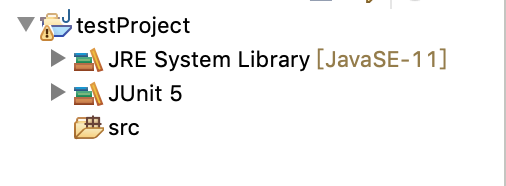 testProject
JRE System Library [JavaSE-11]
JUnit 5
src